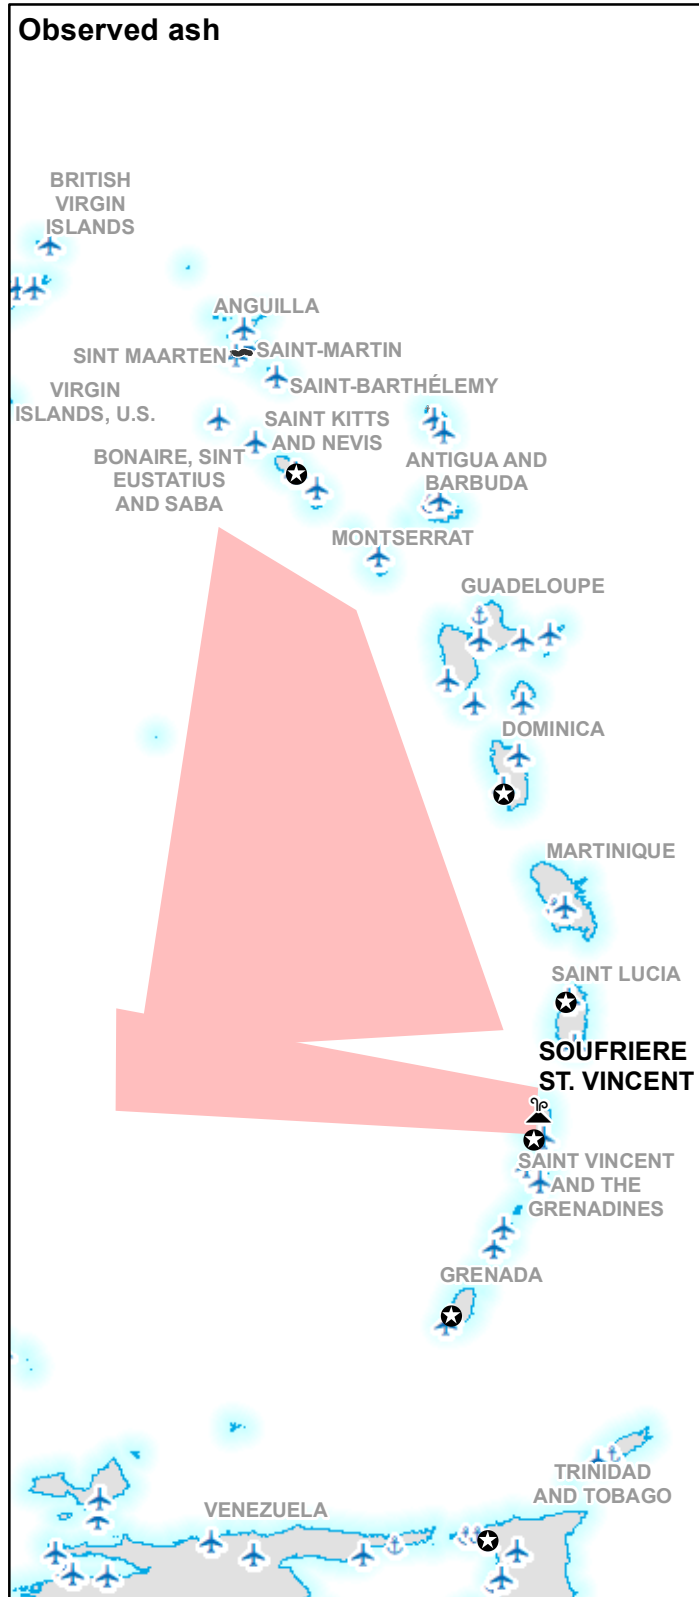 Observed ash
BRITISH
VIRGIN
ISLANDS
ANGUILLA
SAINT-MARTIN
SINT MAARTEN
SAINT-BARTHÉLEMY
VIRGIN
ISLANDS, U.S.
SAINT KITTS
AND NEVIS
BONAIRE, SINT
EUSTATIUS
AND SABA
ANTIGUA AND
BARBUDA
MONTSERRAT
GUADELOUPE
DOMINICA
MARTINIQUE
SAINT LUCIA
SOUFRIERE
ST. VINCENT
SAINT VINCENT
AND THE
GRENADINES
GRENADA
TRINIDAD
AND TOBAGO
VENEZUELA